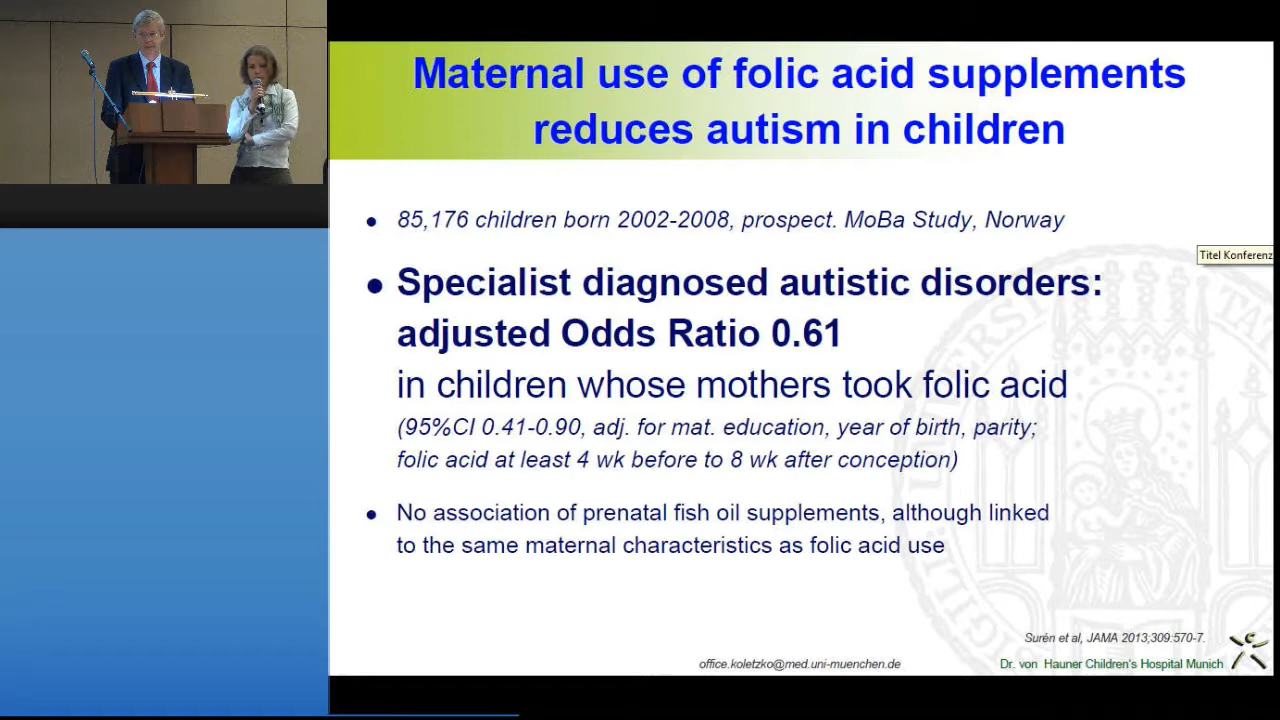 Maternal use of folic acid supplements
reduces autism in children
• 85,176 children born 2002-2008, prospect. MoBa Study, Norway
Titel Konferenz
• Specialist diagnosed autistic disorders:
adjusted Odds Ratio 0.61
in children whose mothers took folic acid
(95%CI 0.41-0.90, adj. for mat. education, year of birth, parity;
folic acid at least 4 wk before to 8 wk after conception)
• No association of prenatal fish oil supplements, although linked
to the same maternal characteristics as folic acid use
Surén et al, JAMA 2013;309:570-7.
office.koletzko@med.uni-muenchen.de
Dr. von Hauner Children's Hospital Munich